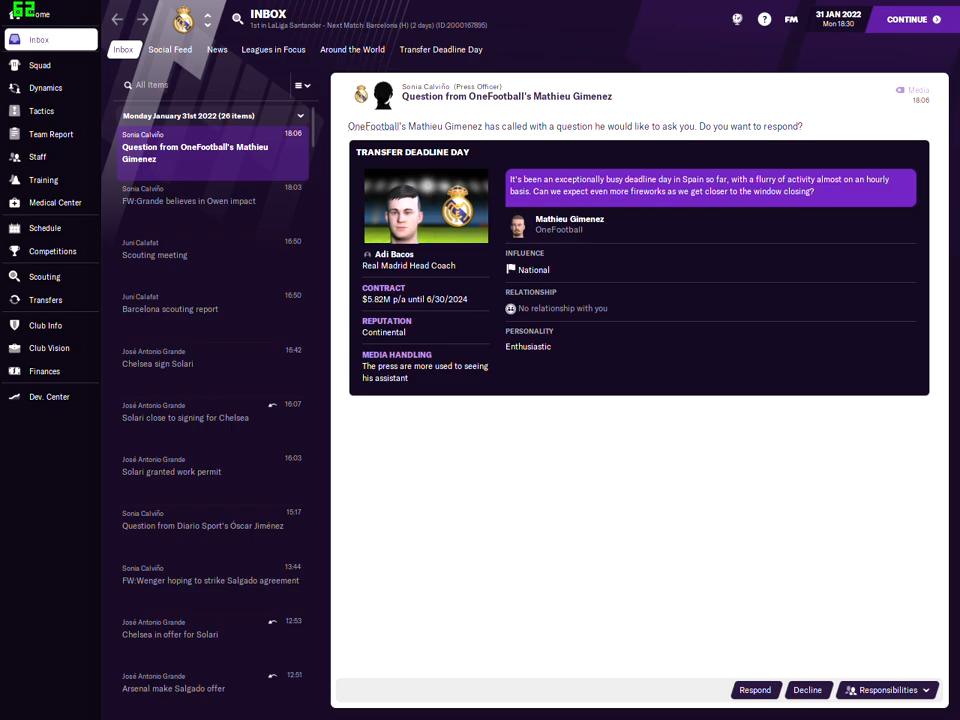 62
ome
INBOX
1st in LaLiga Santander - Next Match: Barcelona (H) (2 days) (ID:2000167895)
FM
31 JAN 2022
Mon 18:30
CONTINUE
Inbox
Social Feed
News
Leagues in Focus
Around the World
Transfer Deadline Day
Inbox
Squad
Dynamics
Tactics
Team Report
Staff
Training
Medical Center
Schedule
Competitions
Scouting
Transfers
Club Info
Club Vision
Finances
Dev. Center
All Items
Monday January 31st 2022 (26 items)
Sonia Calviño 18:06
Question from OneFootball's Mathieu
Gimenez
Sonia Calviño 18:03
FW:Grande believes in Owen impact
Juni Calafat 16:50
Scouting meeting
Juni Calafat 16:50
Barcelona scouting report
José Antonio Grande 16:42
Chelsea sign Solari
José Antonio Grande 16:07
Solari close to signing for Chelsea
José Antonio Grande 16:03
Solari granted work permit
Sonia Calviño 15:17
Question from Diario Sport's Óscar Jiménez
Sonia Calviño 13:44
FW:Wenger hoping to strike Salgado agreement
José Antonio Grande 12:53
Chelsea in offer for Solari
José Antonio Grande 12:51
Arsenal make Salgado offer
Sonia Calviño (Press Officer)
Question from OneFootball's Mathieu Gimenez
Media
18:06
OneFootball's Mathieu Gimenez has called with a question he would like to ask you. Do you want to respond?
TRANSFER DEADLINE DAY
Adi Bacos
Real Madrid Head Coach
CONTRACT
$5.82M p/a until 6/30/2024
REPUTATION
Continental
MEDIA HANDLING
The press are more used to seeing
his assistant
It's been an exceptionally busy deadline day in Spain so far, with a flurry of activity almost on an hourly
basis. Can we expect even more fireworks as we get closer to the window closing?
Mathieu Gimenez
OneFootball
INFLUENCE
National
RELATIONSHIP
No relationship with you
PERSONALITY
Enthusiastic
Respond
Decline
Responsibilities